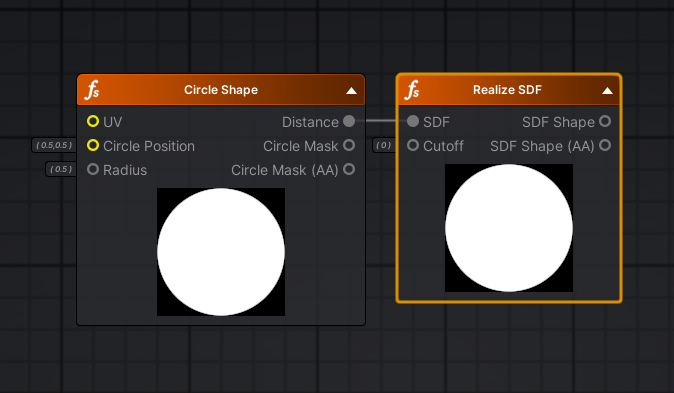 fs Circle Shape
UV
Distance
(0.5,0.5)
Circle Position
Circle Mask
(0.5)
Radius
Circle Mask (AA)
fs Realize SDF
SDF
SDF Shape
(0)
Cutoff
SDF Shape (AA)